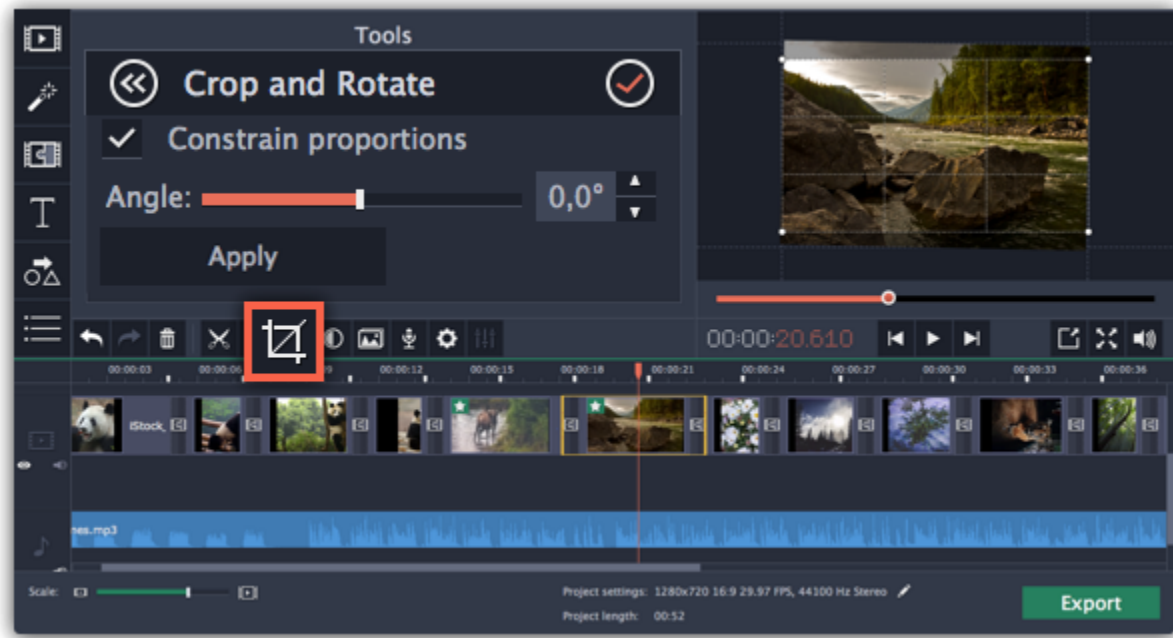 Tools
Crop and Rotate
Constrain proportions
Angle: 0,0°
Apply
T
00:00:20.610
00:00:03 00:00:06 9 00:00:12 00:00:15 00:00:18 00:00:21 00:00:24 00:00:27 00:00:30 00:00:33 00:00:36
iStock,
nes.mp3
Scale:
Project settings: 1280x720 16:9 29.97 FPS, 44100 Hz Stereo
Project length: 00:52
Export